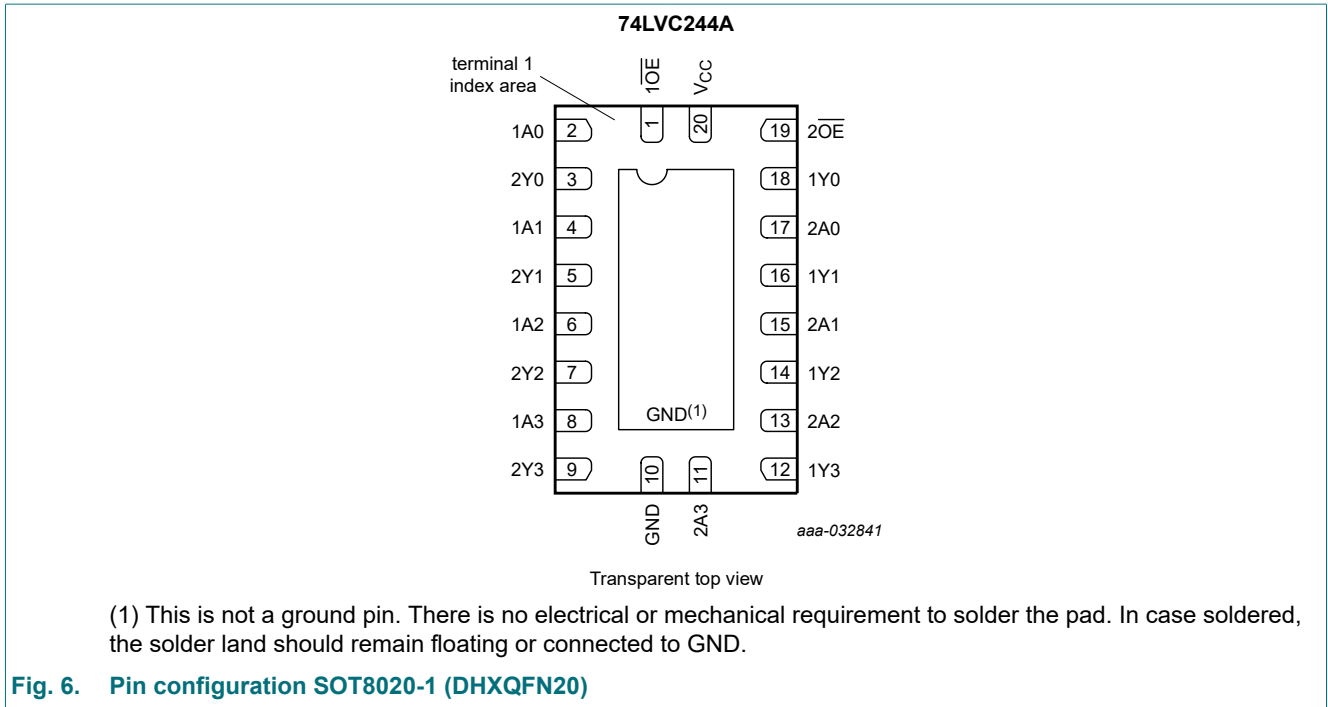 74LVC244A
terminal 1
index area
1O̅E̅
VCC
1A0 2 1 20 19 2O̅E̅
2Y0 3 18 1Y0
1A1 4 17 2A0
2Y1 5 16 1Y1
1A2 6 15 2A1
2Y2 7 14 1Y2
1A3 8 GND(1) 13 2A2
2Y3 9 10 11 12 1Y3
GND
2A3
aaa-032841
Transparent top view
(1) This is not a ground pin. There is no electrical or mechanical requirement to solder the pad. In case soldered,
the solder land should remain floating or connected to GND.
Fig. 6. Pin configuration SOT8020-1 (DHXQFN20)